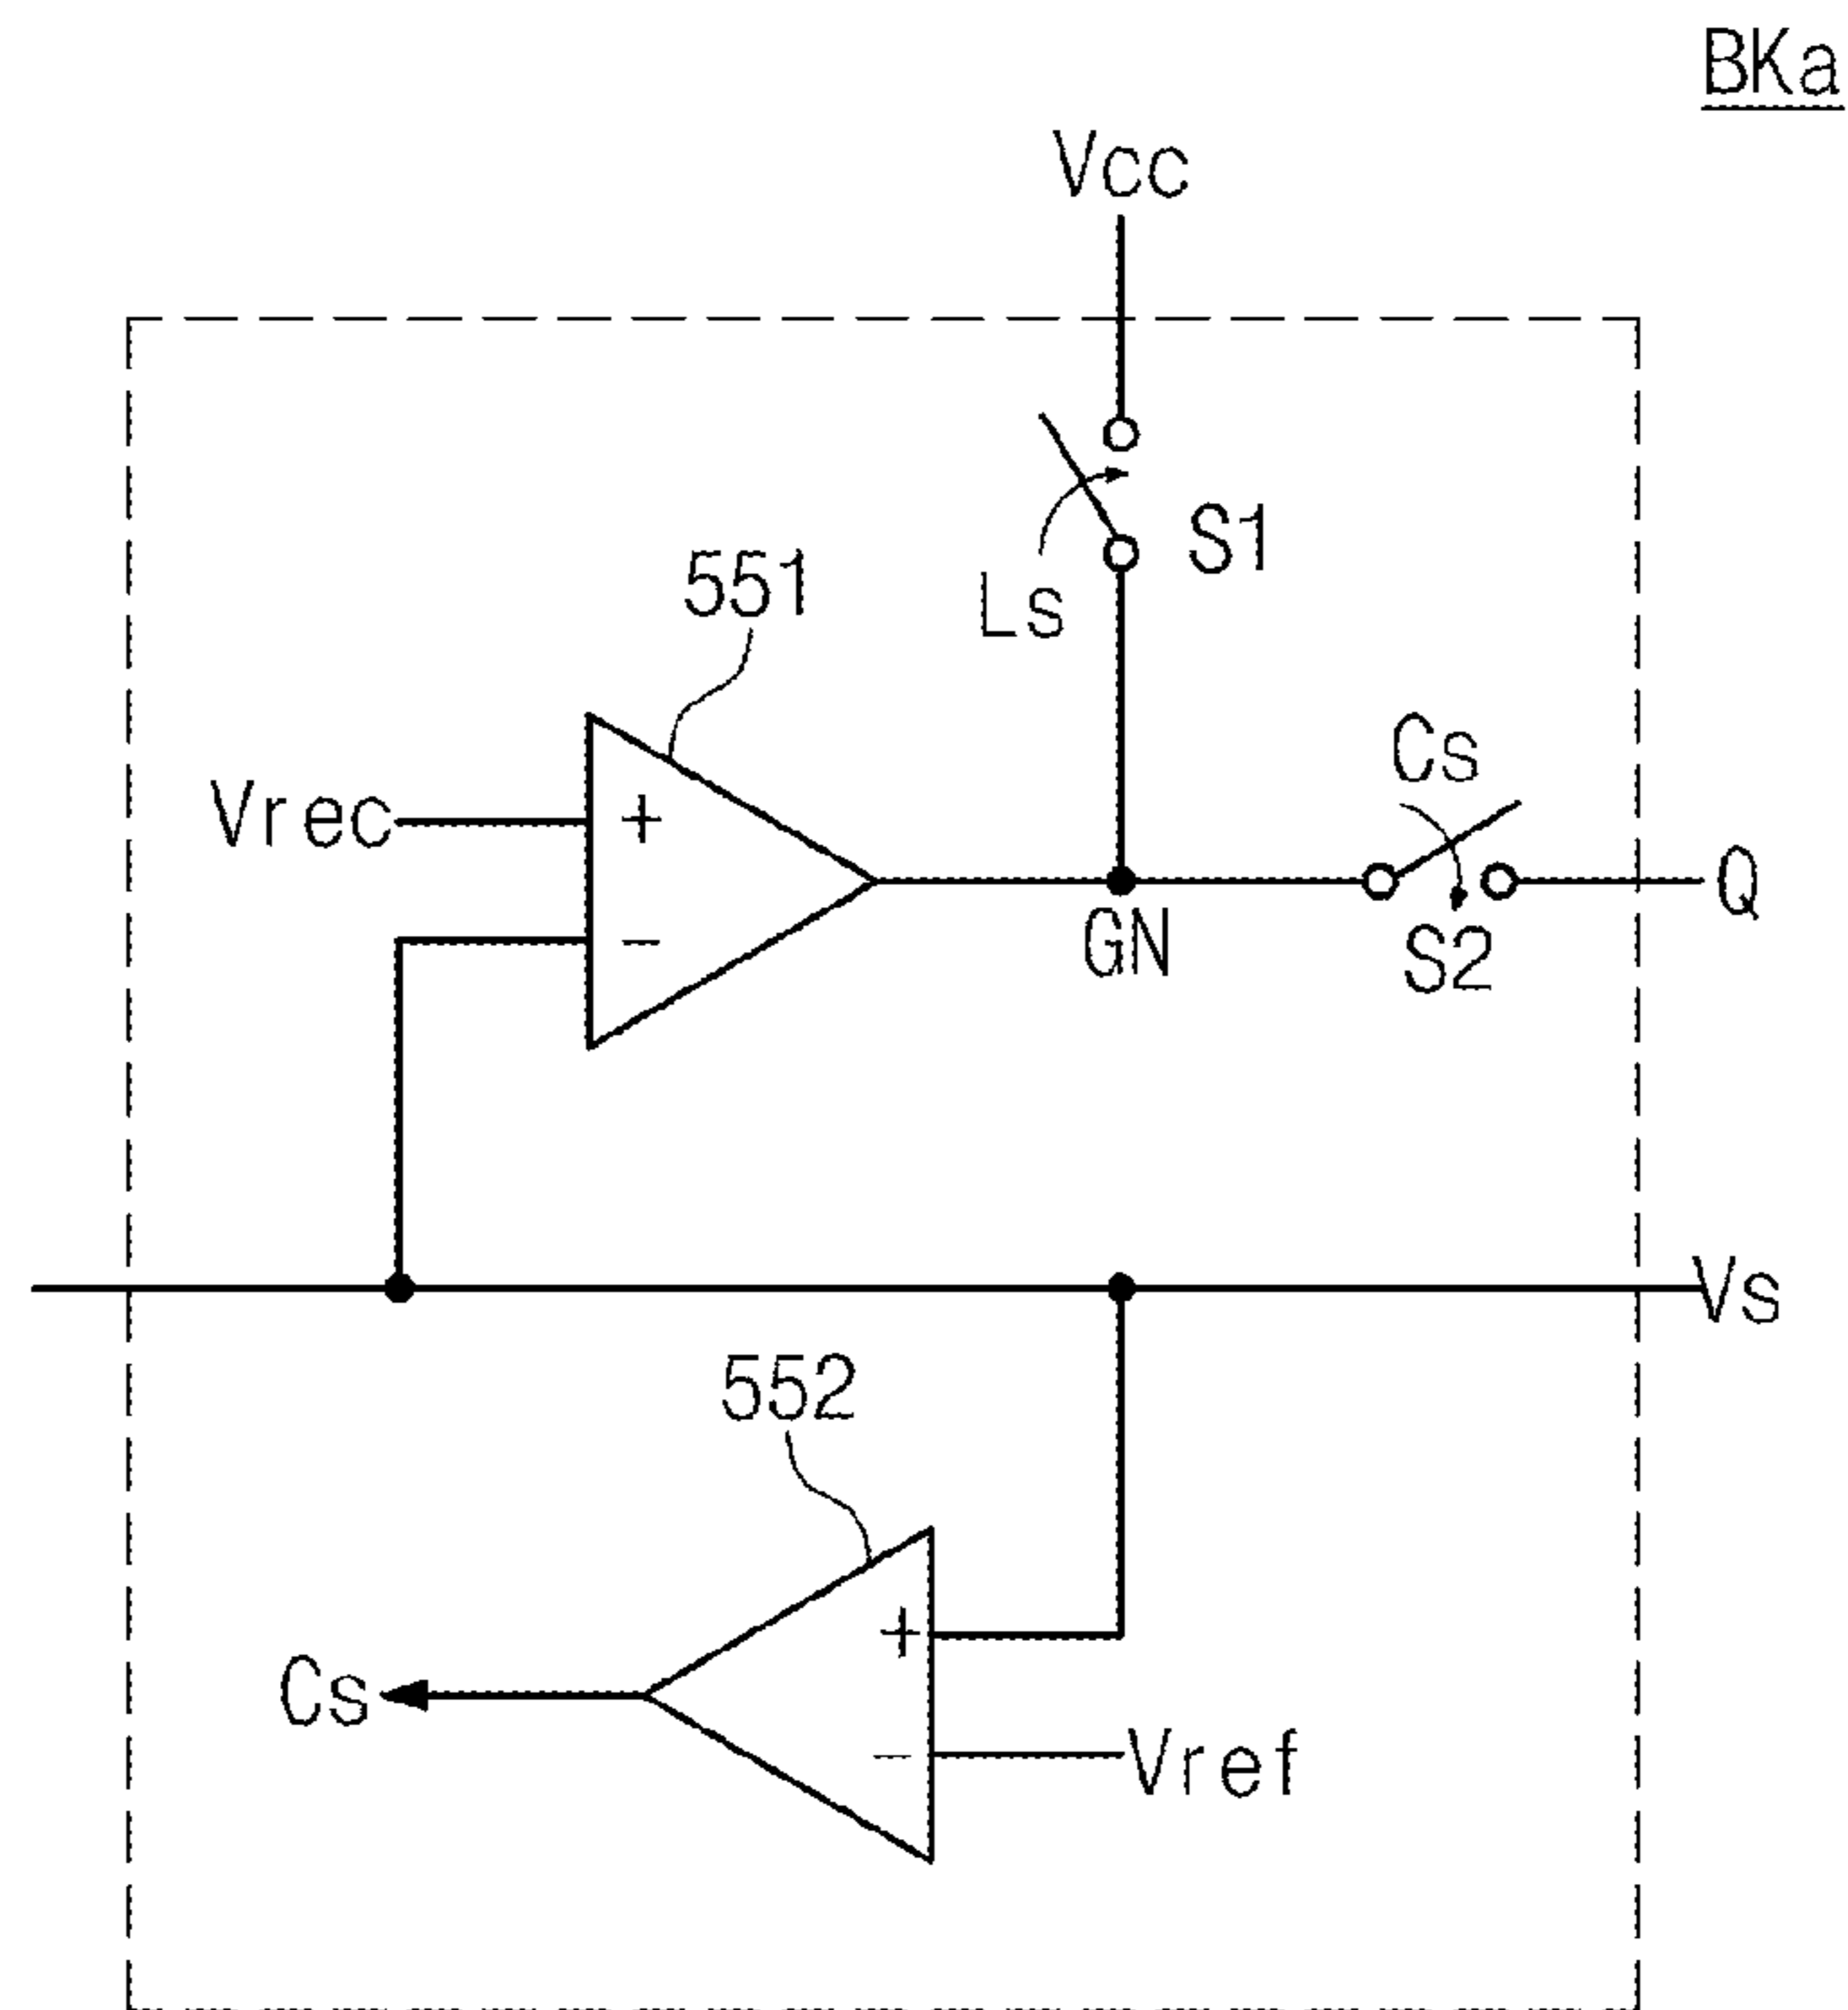 BKa
Vcc
S1
Ls
551
Cs
Vrec
+
−
Q
GN
S2
Vs
552
+
Cs
−
Vref